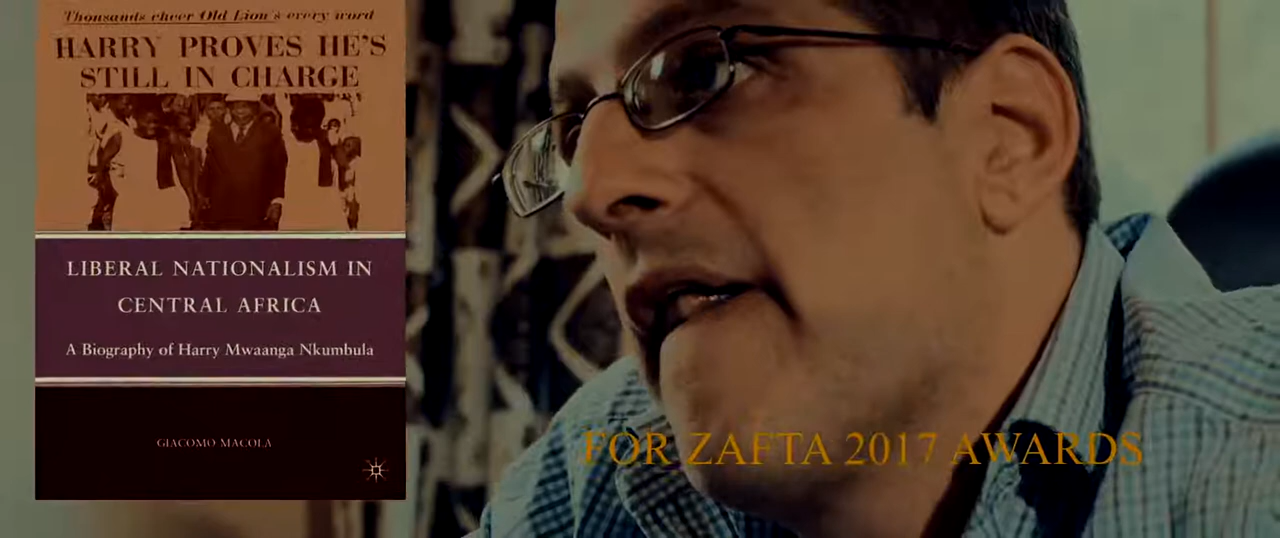 Thousands cheer Old Lion's every word
HARRY PROVES HE'S
STILL IN CHARGE
LIBERAL NATIONALISM IN
CENTRAL AFRICA
A Biography of Harry Mwaanga Nkumbula
GIACOMO MACOLA
FOR ZAFTA 2017 AWARDS